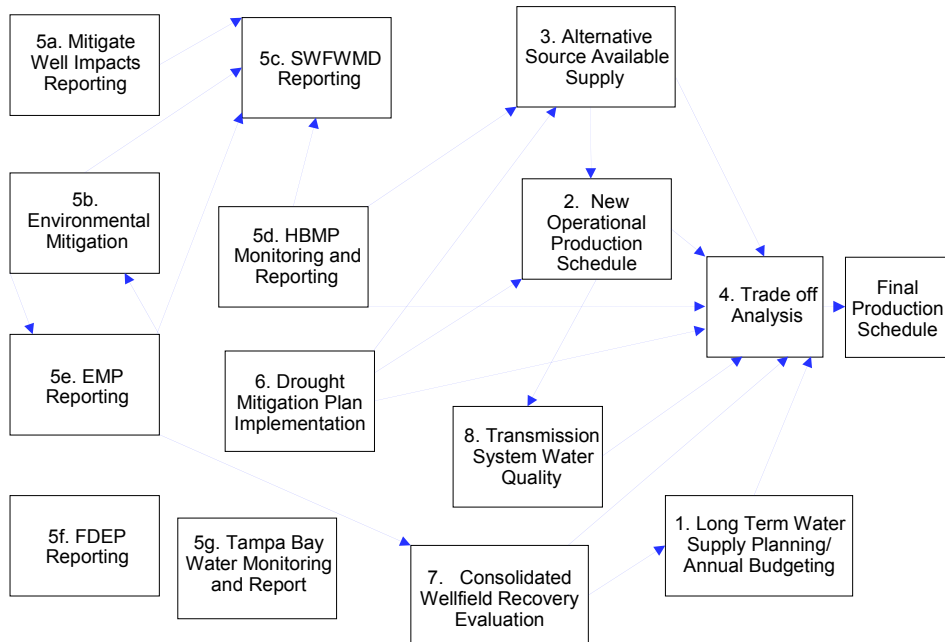 5a. Mitigate
Well Impacts
Reporting
5c. SWFWMD
Reporting
3. Alternative
Source Available
Supply
5b.
Environmental
Mitigation
5d. HBMP
Monitoring and
Reporting
2. New
Operational
Production
Schedule
4. Trade off
Analysis
Final
Production
Schedule
5e. EMP
Reporting
6. Drought
Mitigation Plan
Implementation
8. Transmission
System Water
Quality
5f. FDEP
Reporting
5g. Tampa Bay
Water Monitoring
and Report
7. Consolidated
Wellfield Recovery
Evaluation
1. Long Term Water
Supply Planning/
Annual Budgeting